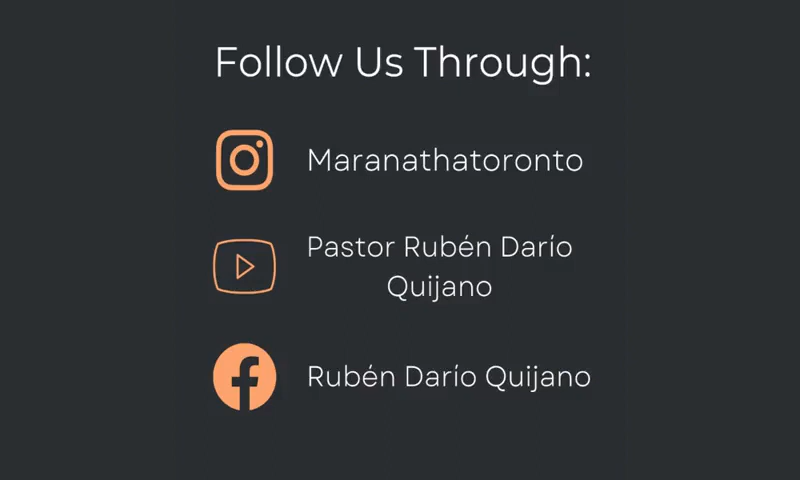 Follow Us Through:
Maranathatoronto
Pastor Rubén Darío
Quijano
Rubén Darío Quijano